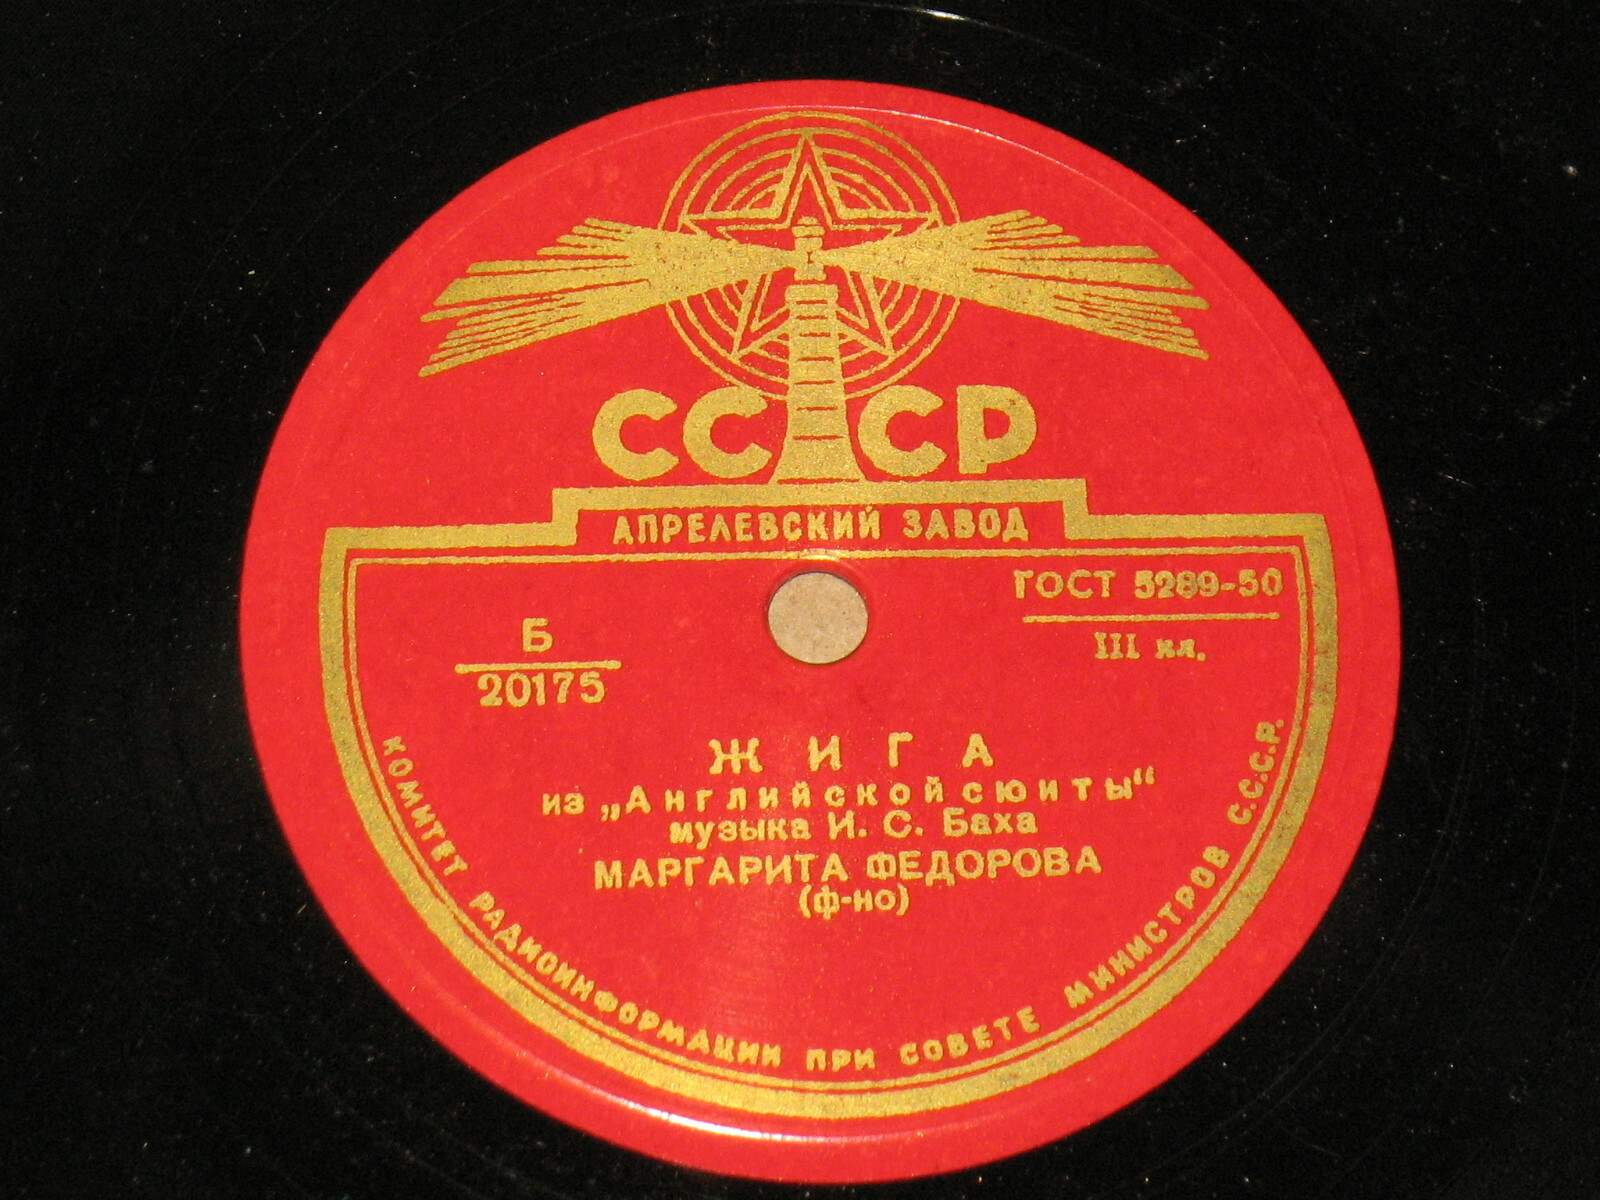 СССР
АПРЕЛЕВСКИЙ ЗАВОД
ГОСТ 5289-50
III кл.
Б
20175
ЖИГА
из „Английской сюиты“
музыка И. С. Баха
МАРГАРИТА ФЕДОРОВА
(ф-но)
КОМИТЕТ РАДИОИНФОРМАЦИИ ПРИ СОВЕТЕ МИНИСТРОВ С.С.С.Р.